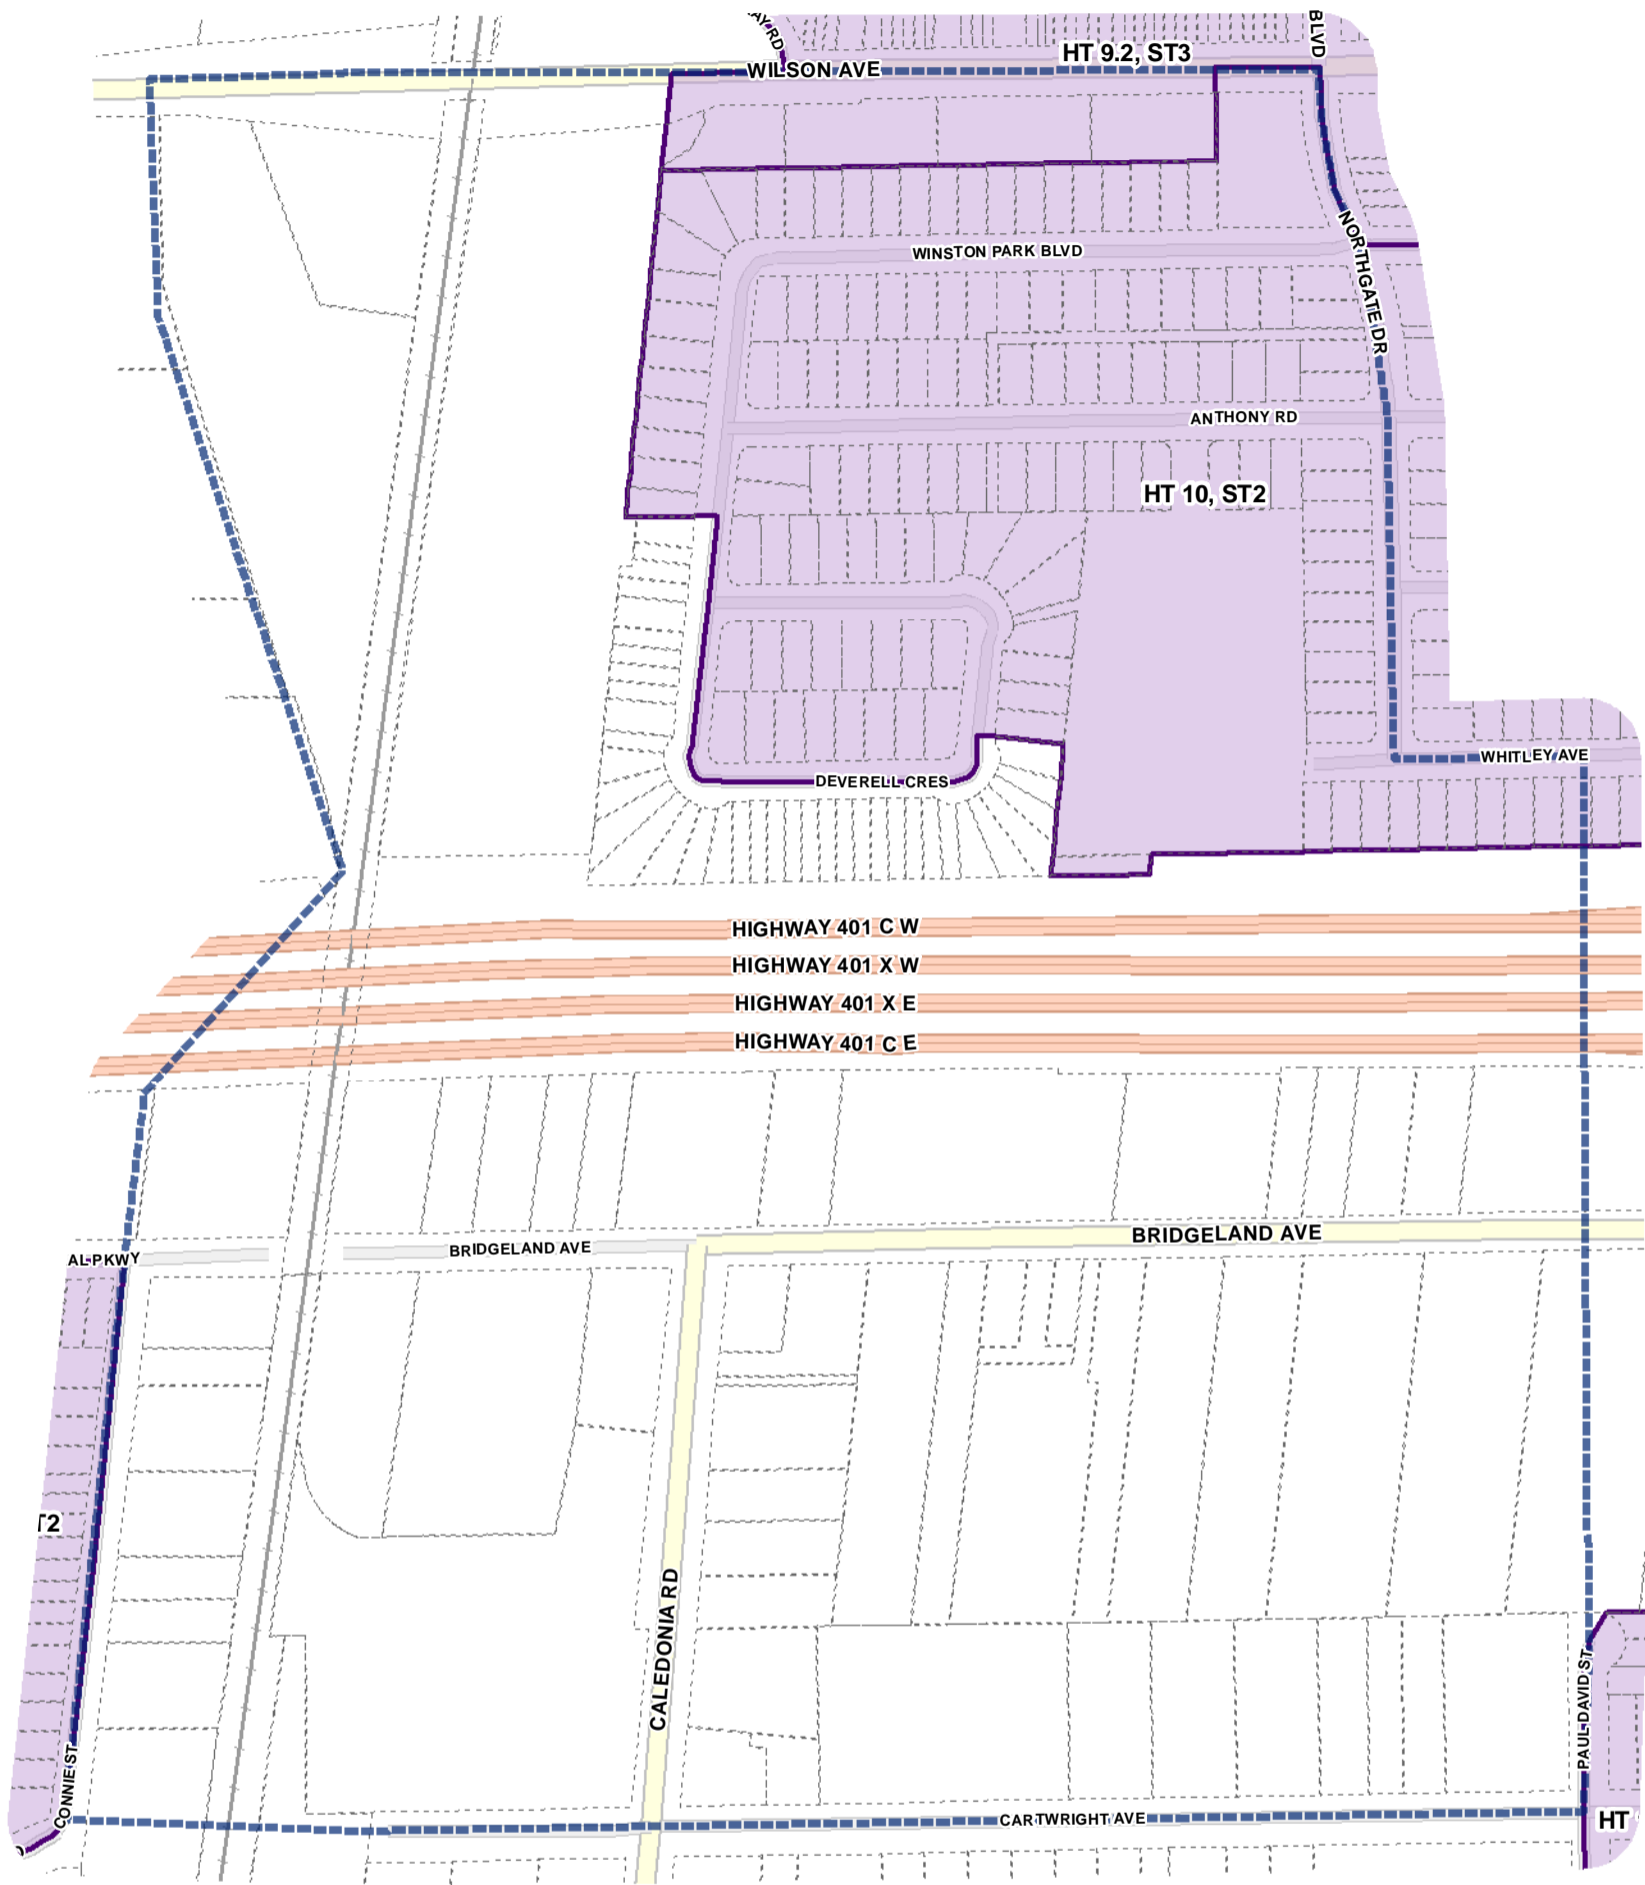 BLVD
AY RD
HT 9.2, ST3
WILSON AVE
NORTHGATE DR
WINSTON PARK BLVD
ANTHONY RD
HT 10, ST2
WHITLEY AVE
DEVERELL CRES
HIGHWAY 401 C W
HIGHWAY 401 X W
HIGHWAY 401 X E
HIGHWAY 401 C E
BRIDGELAND AVE
BRIDGELAND AVE
AL PKWY
T2
CALEDONIA RD
PAUL DAVID ST
CONNIE ST
CARTWRIGHT AVE
HT